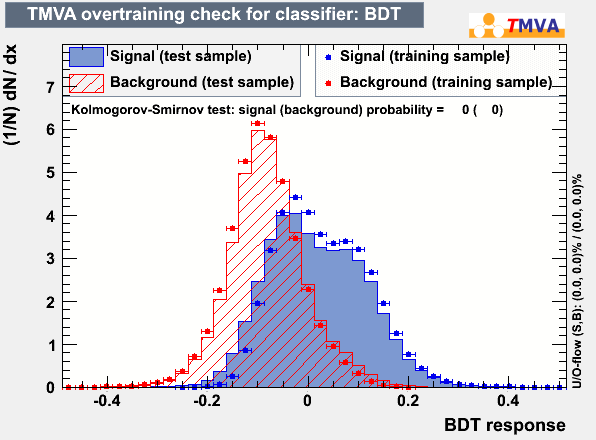 TMVA overtraining check for classifier: BDT
TMVA
Signal (test sample)
Background (test sample)
Signal (training sample)
Background (training sample)
Kolmogorov-Smirnov test: signal (background) probability = 0 ( 0)
(1/N) dN / dx
7
6
5
4
3
2
1
0
-0.4 -0.2 0 0.2 0.4
BDT response
U/O-flow (S,B): (0.0, 0.0)% / (0.0, 0.0)%